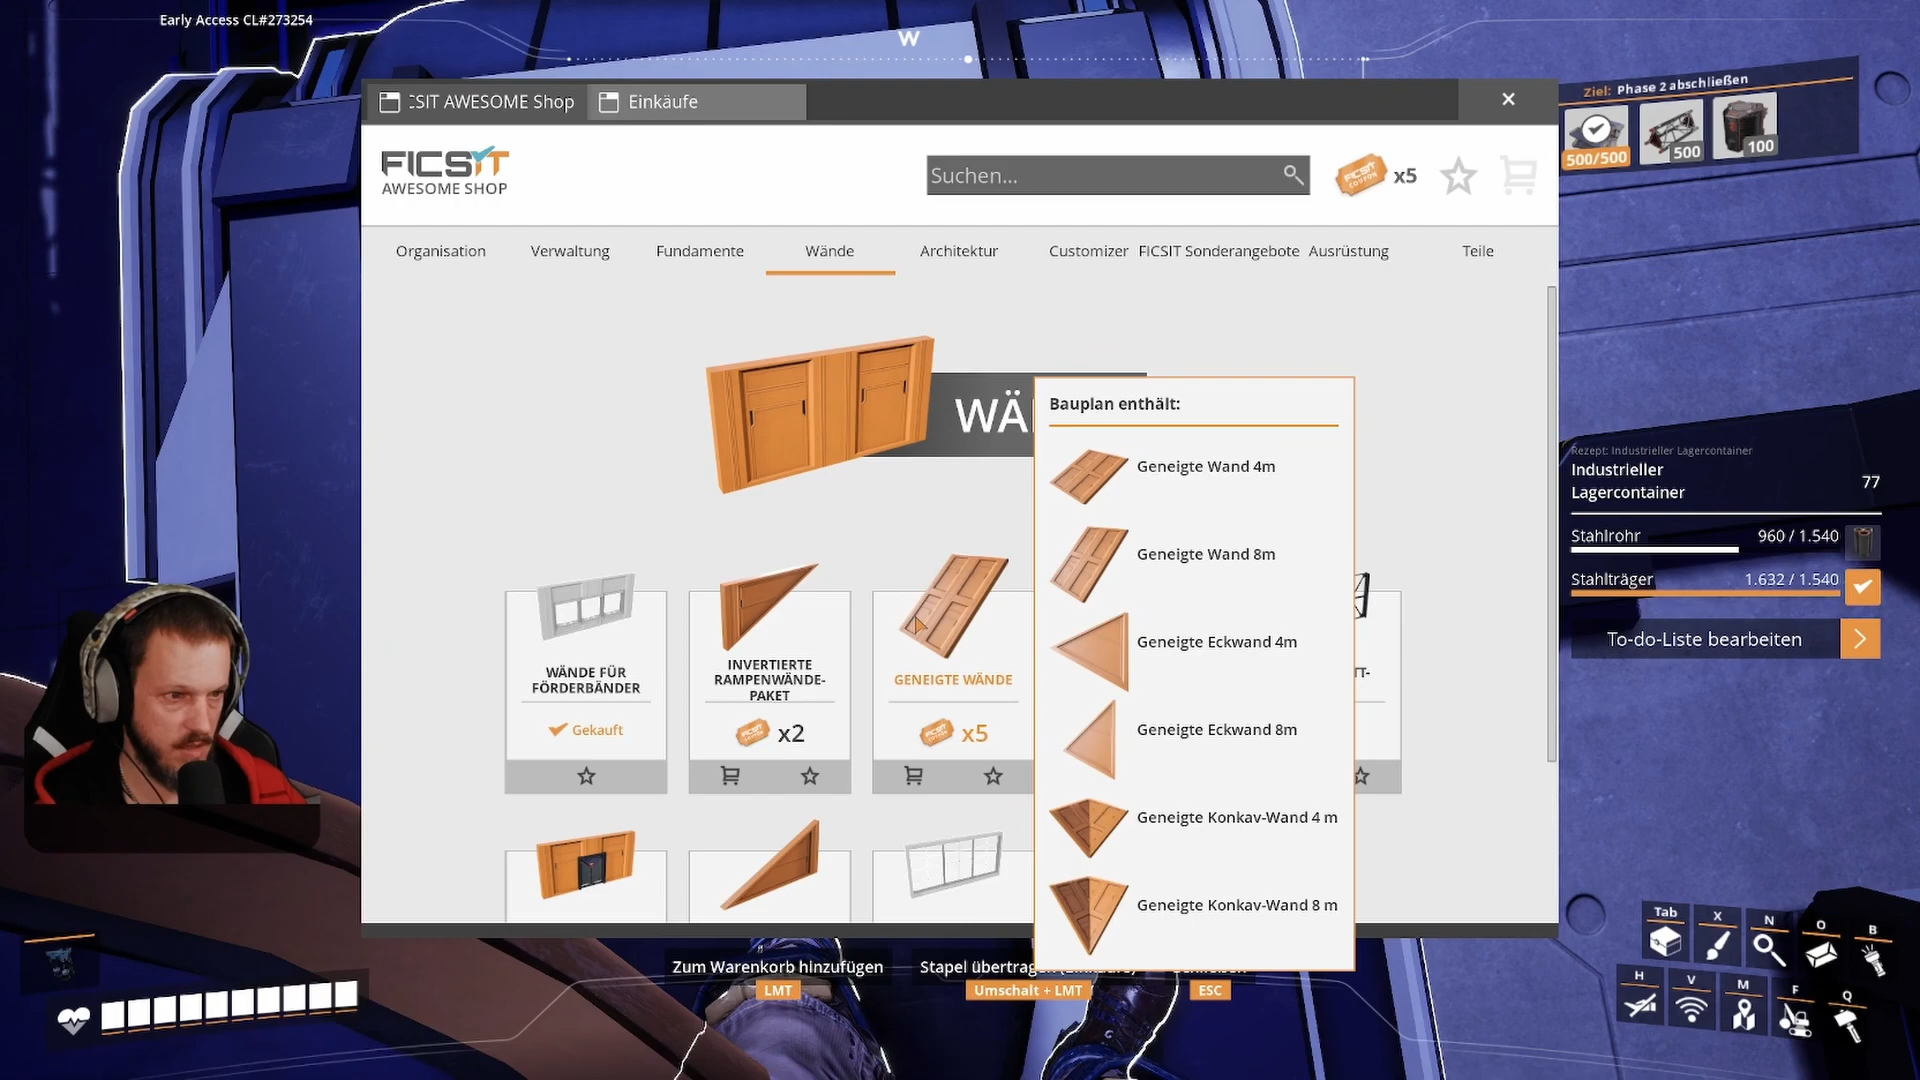 Early Access CL#273254
W
Ziel: Phase 2 abschließen
500/500
500
100
SIT AWESOME Shop
Einkäufe
FICSIT
AWESOME SHOP
Suchen...
FICSIT
COUPON
x5
Organisation
Verwaltung
Fundamente
Wände
Architektur
Customizer
FICSIT Sonderangebote
Ausrüstung
Teile
WÄ
Bauplan enthält:
Geneigte Wand 4m
Geneigte Wand 8m
Geneigte Eckwand 4m
Geneigte Eckwand 8m
Geneigte Konkav-Wand 4 m
Geneigte Konkav-Wand 8 m
WÄNDE FÜR
FÖRDERBÄNDER
Gekauft
INVERTIERTE
RAMPENWÄNDE-
PAKET
x2
GENEIGTE WÄNDE
x5
Rezept: Industrieller Lagercontainer
Industrieller
Lagercontainer
77
Stahlrohr
960 / 1.540
Stahlträger
1.632 / 1.540
To-do-Liste bearbeiten
Zum Warenkorb hinzufügen
LMT
Stapel übertrag
Umschalt + LMT
ESC
Tab
X
N
O
B
H
V
M
F
Q